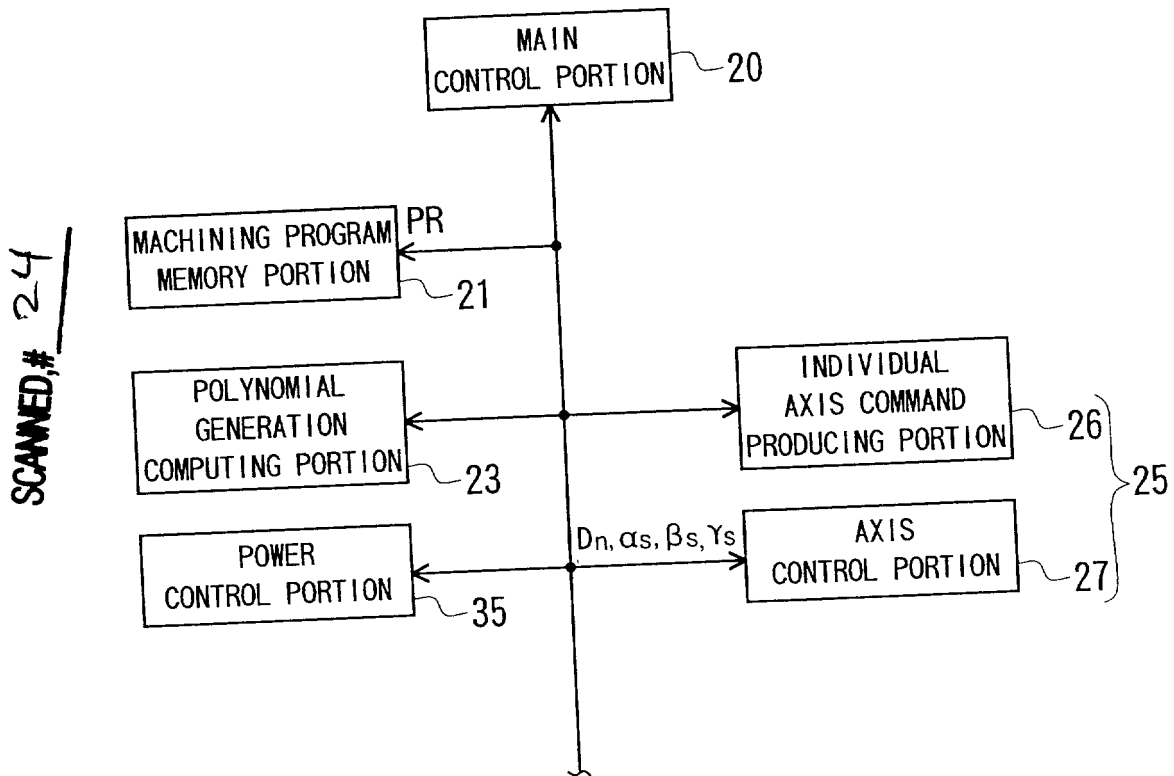 MAIN
CONTROL PORTION
20
MACHINING PROGRAM
MEMORY PORTION
PR
21
SCANNED,# 24
POLYNOMIAL
GENERATION
COMPUTING PORTION
23
INDIVIDUAL
AXIS COMMAND
PRODUCING PORTION
26
25
POWER
CONTROL PORTION
35
Dn, αs, βs, γs
AXIS
CONTROL PORTION
27